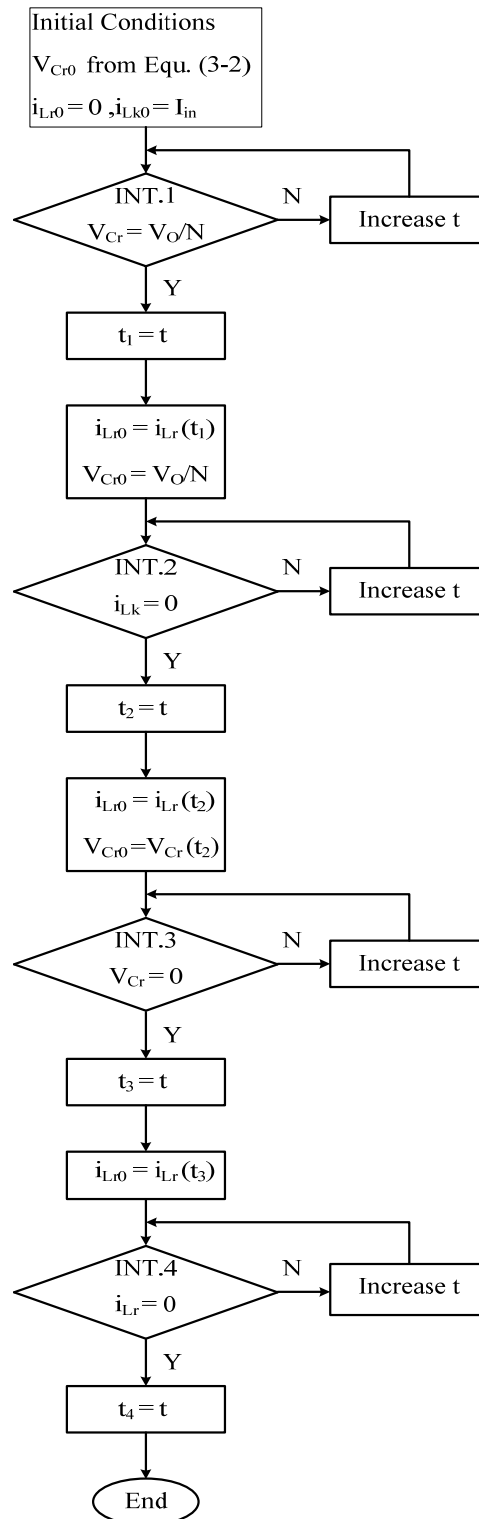 Initial Conditions
V_Cr0 from Equ. (3-2)
i_Lr0 = 0 ,i_Lk0 = I_in
INT.1
V_Cr = V_O/N
N
Increase t
Y
t_1 = t
i_Lr0 = i_Lr (t_1)
V_Cr0 = V_O/N
INT.2
i_Lk = 0
N
Increase t
Y
t_2 = t
i_Lr0 = i_Lr (t_2)
V_Cr0 = V_Cr (t_2)
INT.3
V_Cr = 0
N
Increase t
Y
t_3 = t
i_Lr0 = i_Lr (t_3)
INT.4
i_Lr = 0
N
Increase t
Y
t_4 = t
End